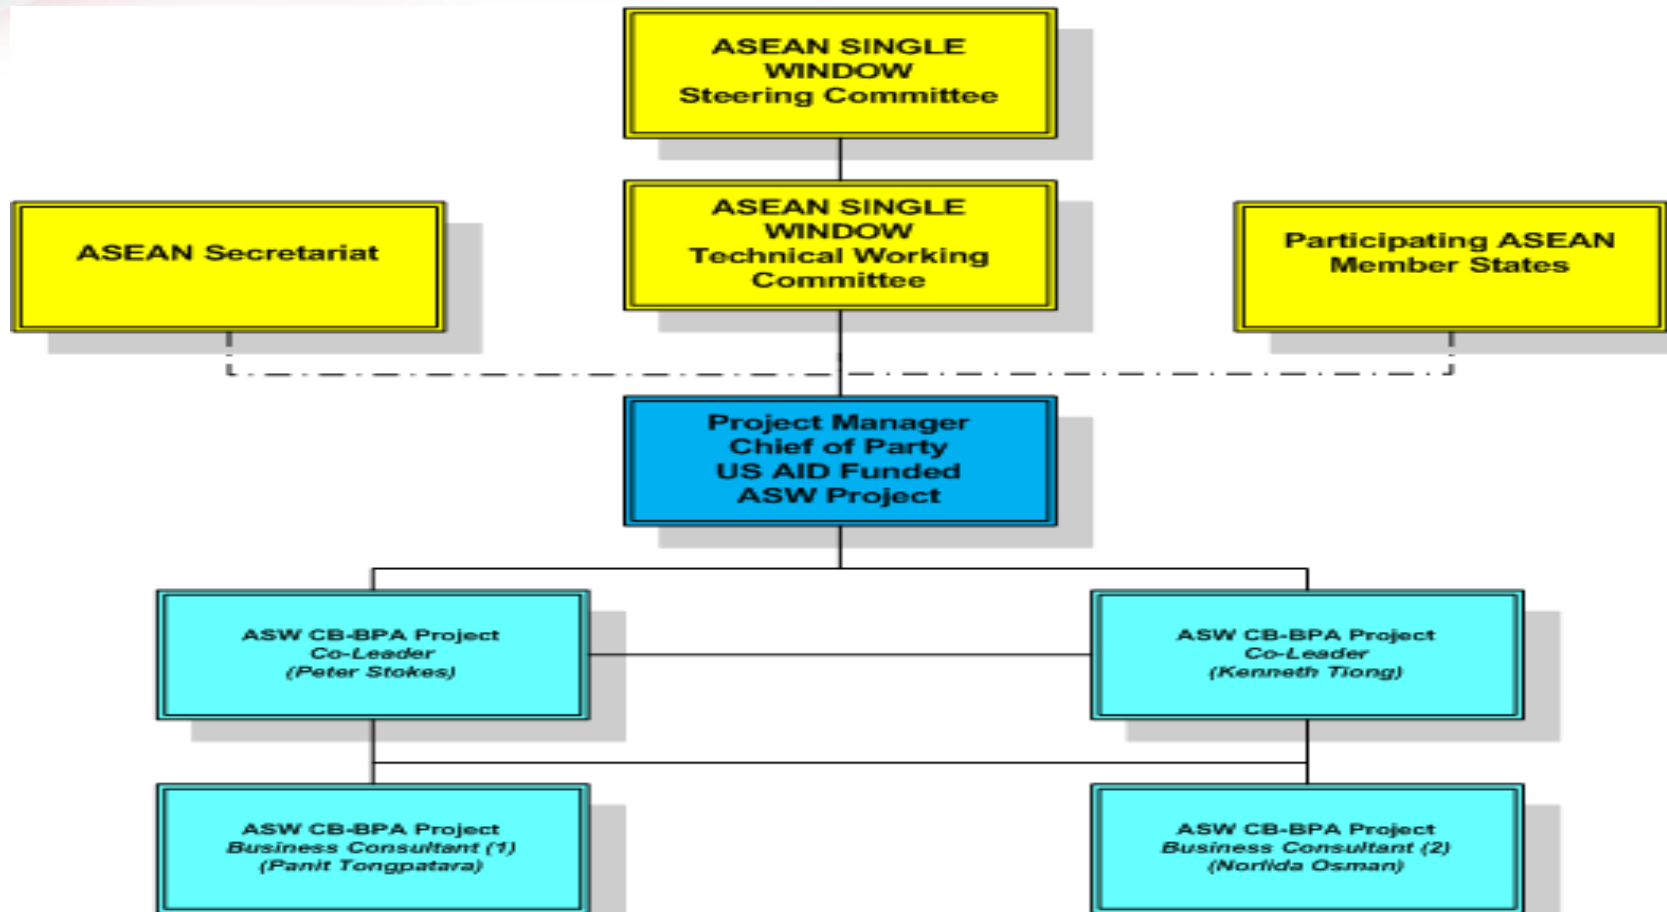 ASEAN SINGLE
WINDOW
Steering Committee
ASEAN Secretariat
ASEAN SINGLE
WINDOW
Technical Working
Committee
Participating ASEAN
Member States
Project Manager
Chief of Party
US AID Funded
ASW Project
ASW CB-BPA Project
Co-Leader
(Peter Stokes)
ASW CB-BPA Project
Co-Leader
(Kenneth Tiong)
ASW CB-BPA Project
Business Consultant (1)
(Panit Tongpatara)
ASW CB-BPA Project
Business Consultant (2)
(Norlida Osman)